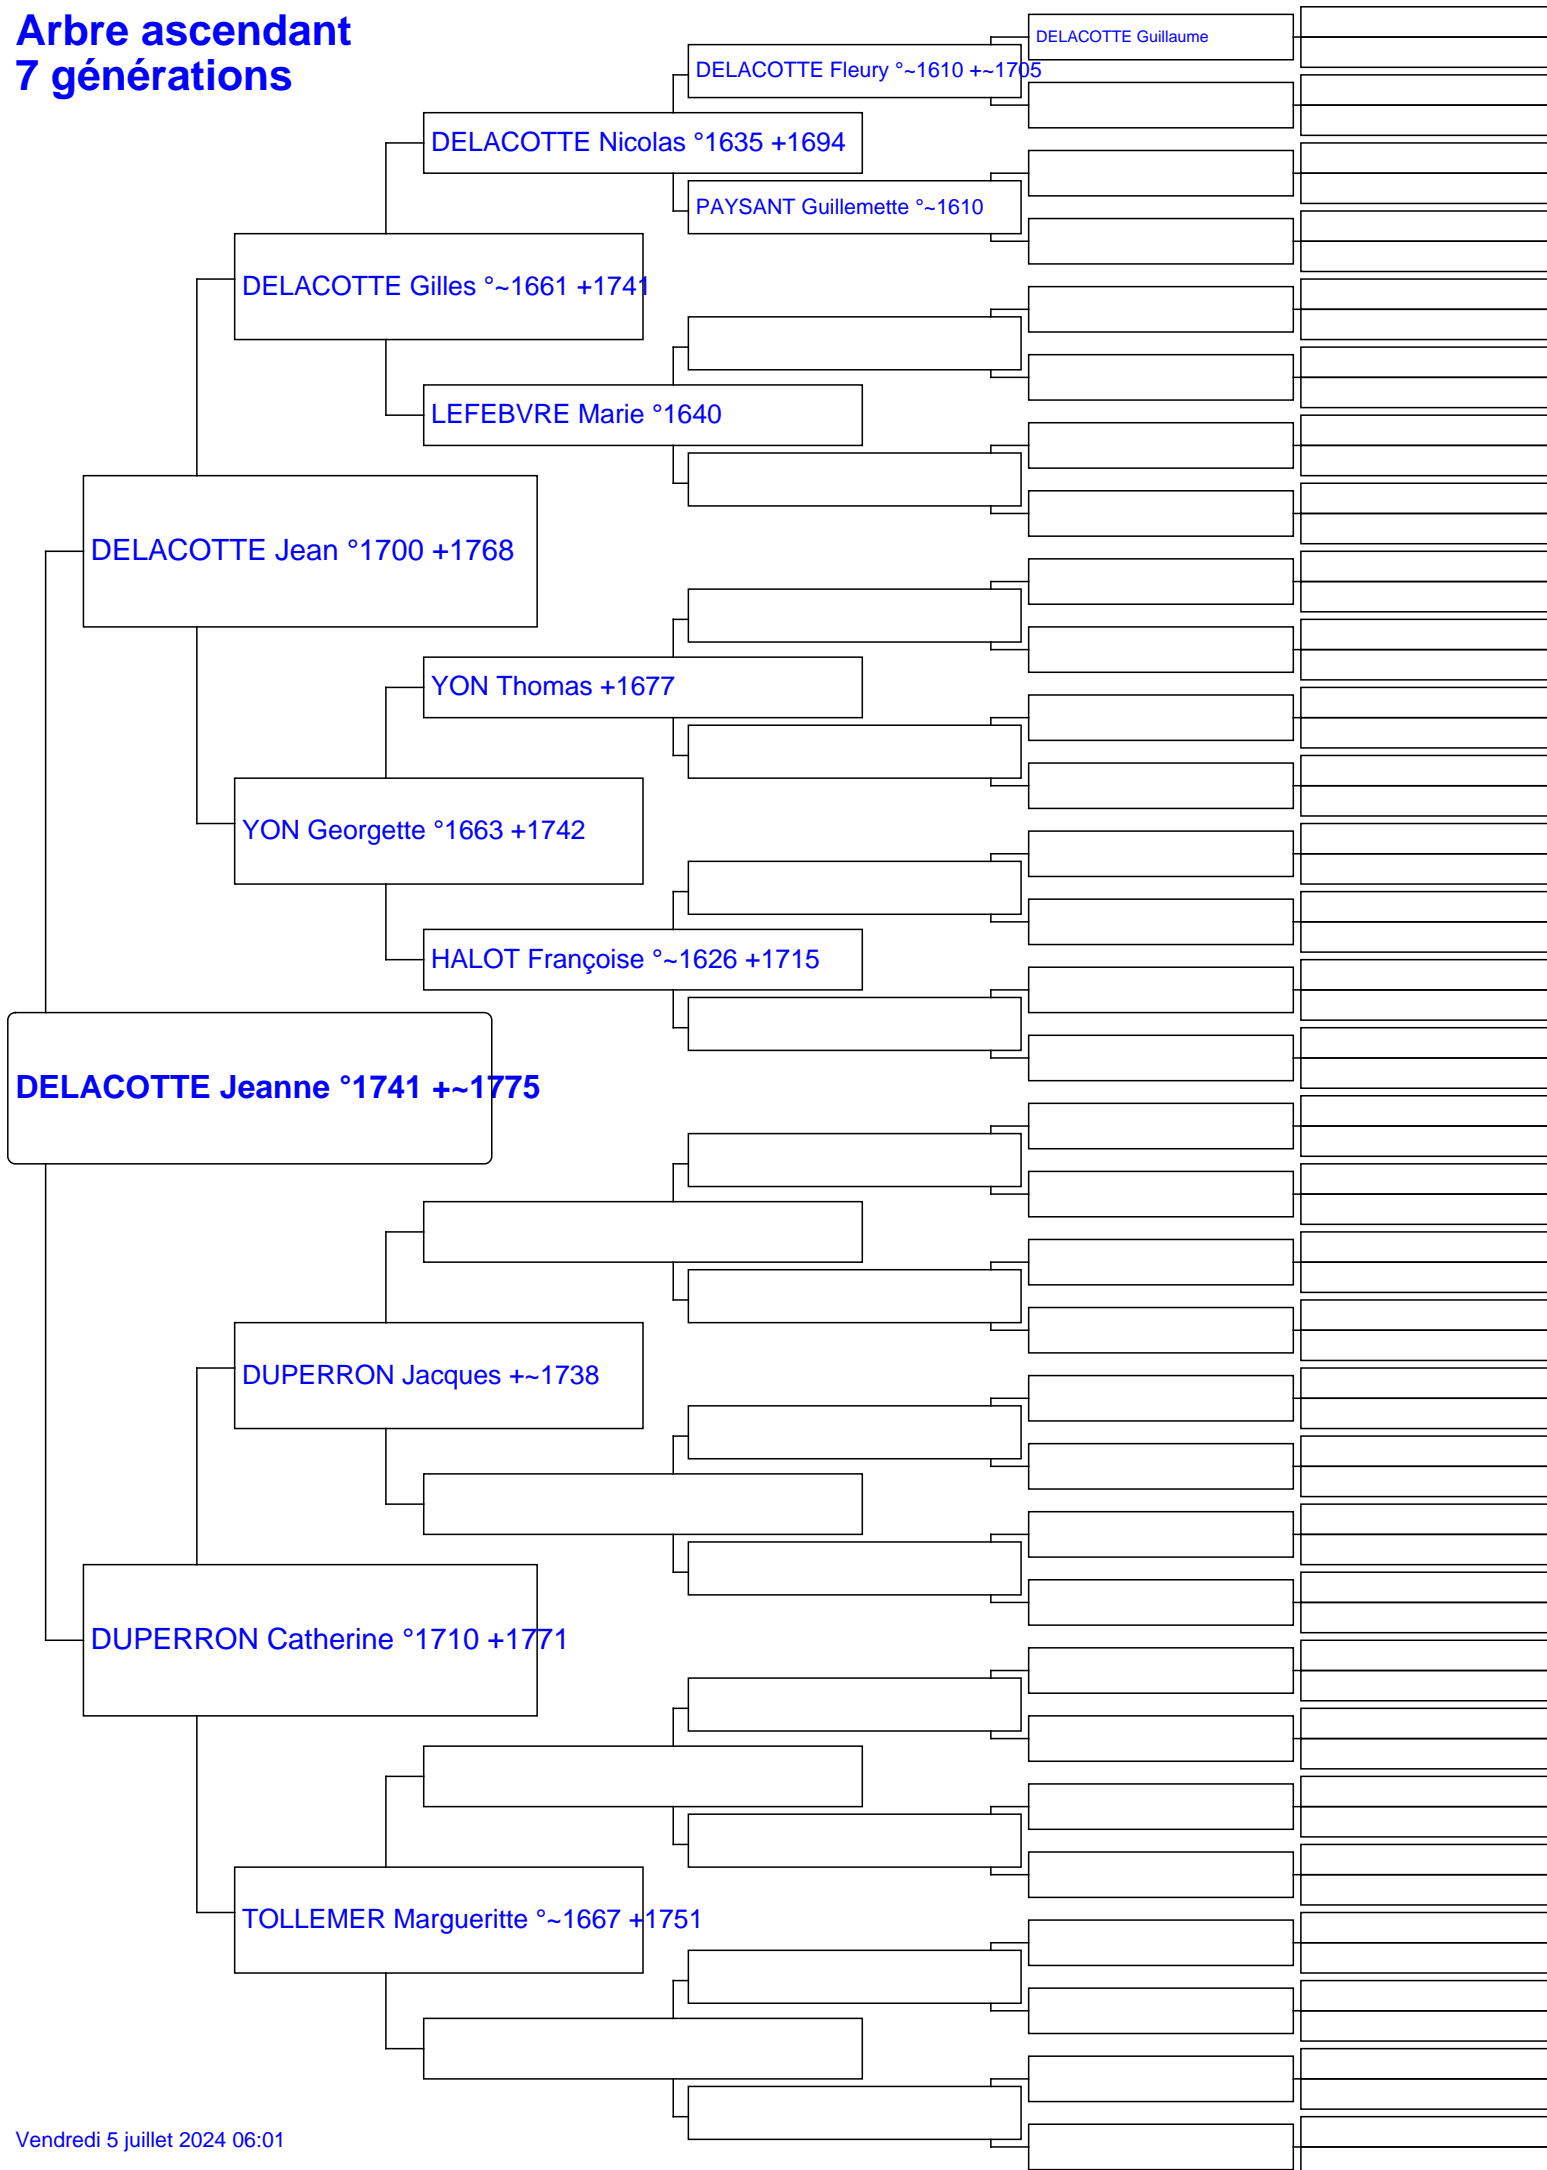 Arbre ascendant
7 générations
DELACOTTE Guillaume
DELACOTTE Fleury °~1610 +~1705
DELACOTTE Nicolas °1635 +1694
PAYSANT Guillemette °~1610
DELACOTTE Gilles °~1661 +1741
LEFEBVRE Marie °1640
DELACOTTE Jean °1700 +1768
YON Thomas +1677
YON Georgette °1663 +1742
HALOT Françoise °~1626 +1715
DELACOTTE Jeanne °1741 +~1775
DUPERRON Jacques +~1738
DUPERRON Catherine °1710 +1771
TOLLEMER Margueritte °~1667 +1751
Vendredi 5 juillet 2024 06:01